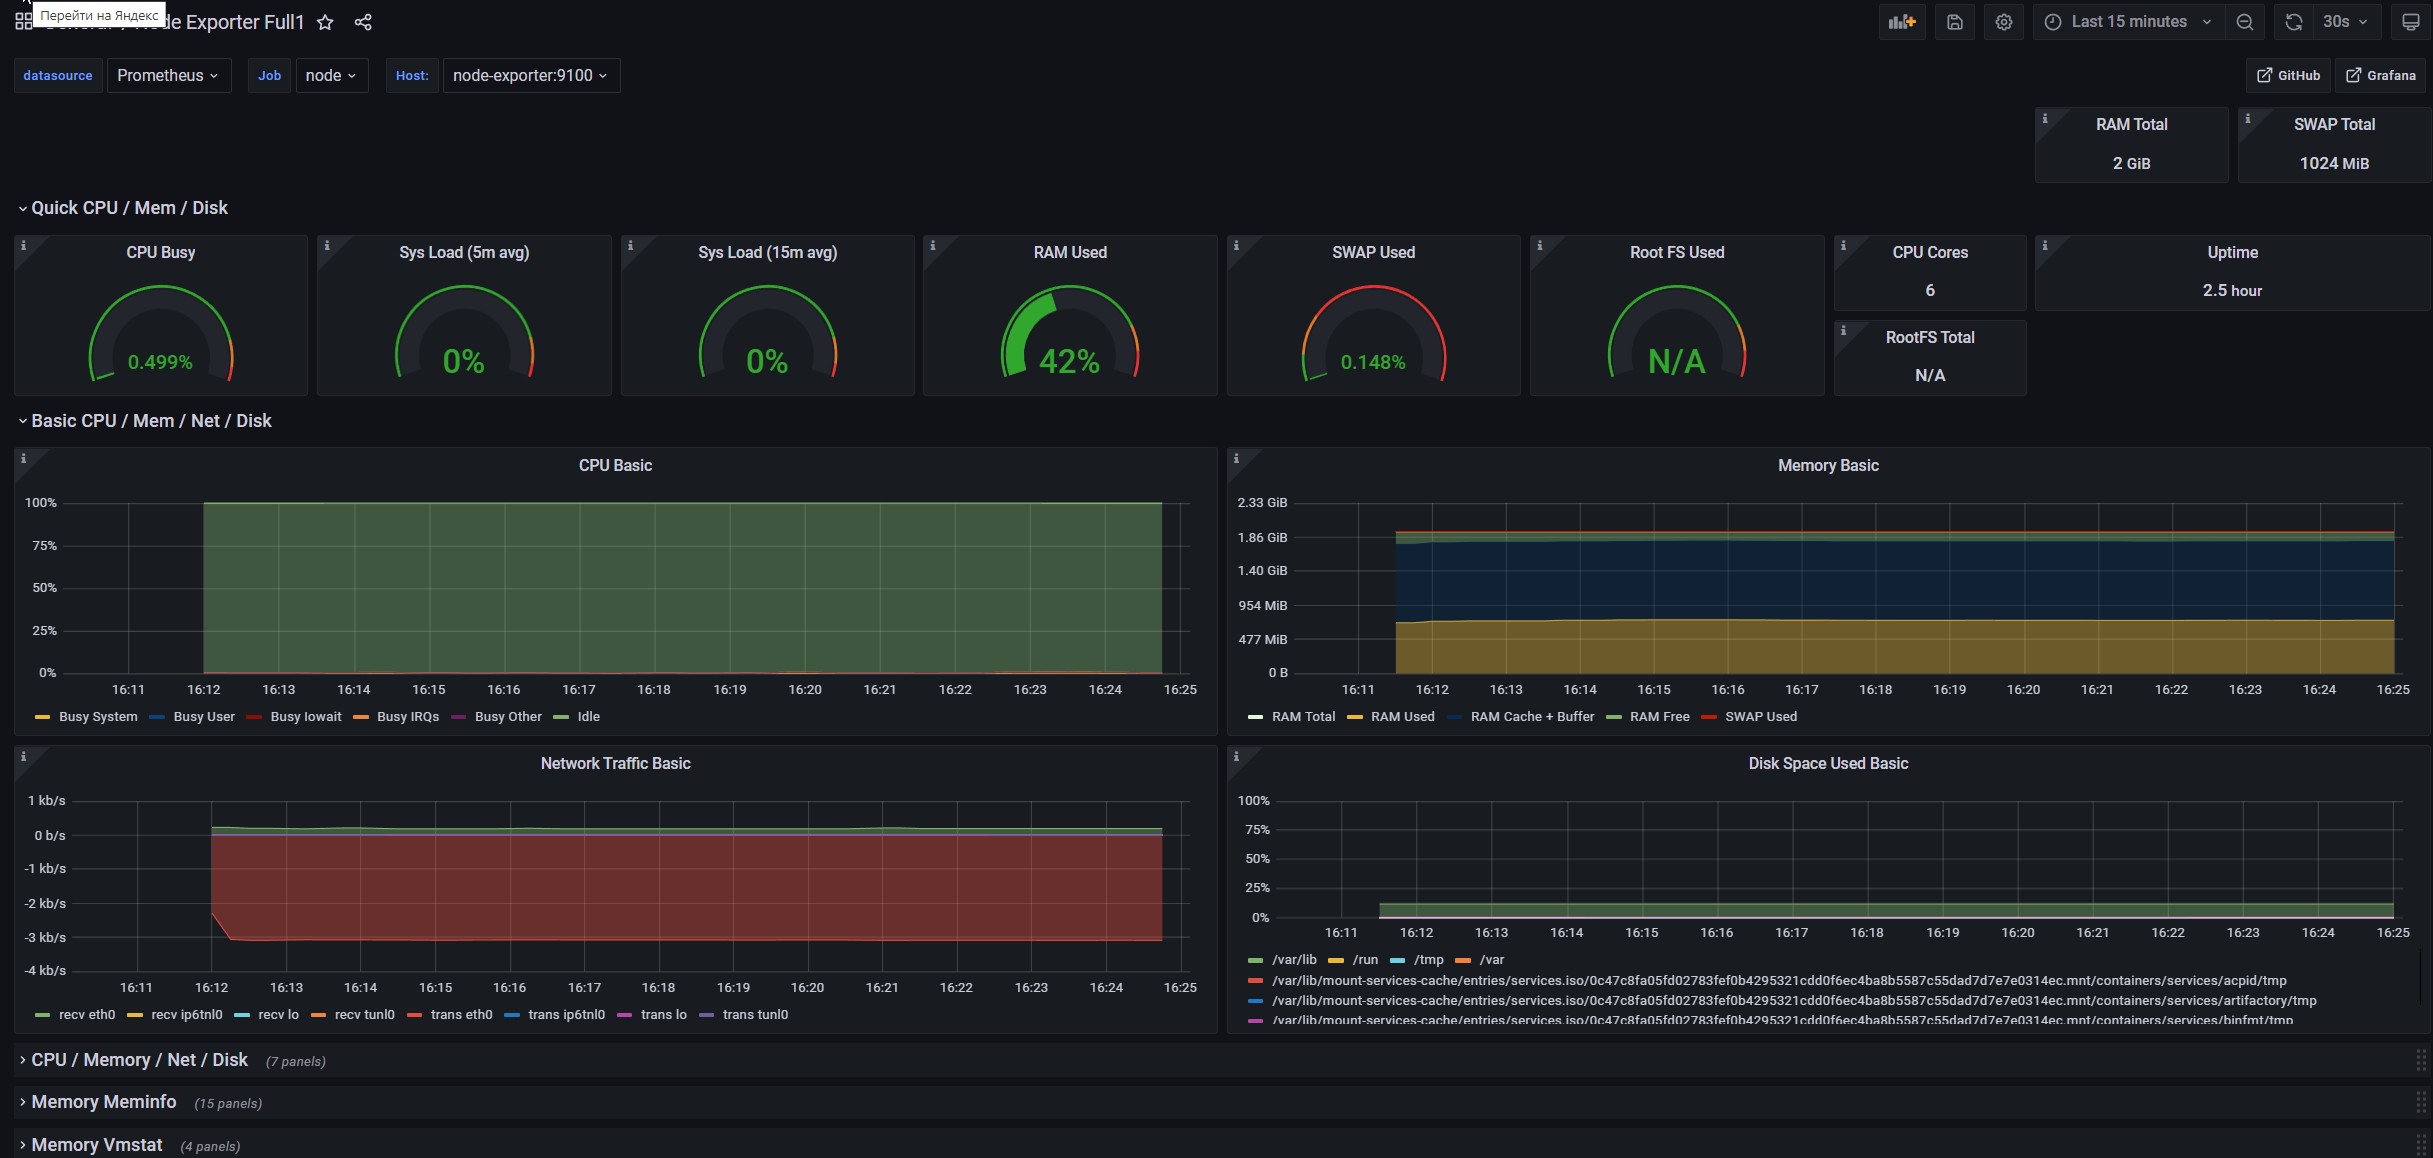 Перейти на Яндекс
de Exporter Full1
Last 15 minutes
30s
datasource Prometheus Job node Host: node-exporter:9100
GitHub Grafana
RAM Total
2 GiB
SWAP Total
1024 MiB
Quick CPU / Mem / Disk
CPU Busy
0.499%
Sys Load (5m avg)
0%
Sys Load (15m avg)
0%
RAM Used
42%
SWAP Used
0.148%
Root FS Used
N/A
CPU Cores
6
Uptime
2.5 hour
RootFS Total
N/A
Basic CPU / Mem / Net / Disk
CPU Basic
100%
75%
50%
25%
0%
16:11 16:12 16:13 16:14 16:15 16:16 16:17 16:18 16:19 16:20 16:21 16:22 16:23 16:24 16:25
Busy System Busy User Busy Iowait Busy IRQs Busy Other Idle
Memory Basic
2.33 GiB
1.86 GiB
1.40 GiB
954 MiB
477 MiB
0 B
16:11 16:12 16:13 16:14 16:15 16:16 16:17 16:18 16:19 16:20 16:21 16:22 16:23 16:24 16:25
RAM Total RAM Used RAM Cache + Buffer RAM Free SWAP Used
Network Traffic Basic
1 kb/s
0 b/s
-1 kb/s
-2 kb/s
-3 kb/s
-4 kb/s
16:11 16:12 16:13 16:14 16:15 16:16 16:17 16:18 16:19 16:20 16:21 16:22 16:23 16:24 16:25
recv eth0 recv ip6tnl0 recv lo recv tunl0 trans eth0 trans ip6tnl0 trans lo trans tunl0
Disk Space Used Basic
100%
75%
50%
25%
0%
16:11 16:12 16:13 16:14 16:15 16:16 16:17 16:18 16:19 16:20 16:21 16:22 16:23 16:24 16:25
/var/lib /run /tmp /var
/var/lib/mount-services-cache/entries/services.iso/0c47c8fa05fd02783fef0b4295321cdd0f6ec4ba8b5587c55dad7d7e7e0314ec.mnt/containers/services/acpid/tmp
/var/lib/mount-services-cache/entries/services.iso/0c47c8fa05fd02783fef0b4295321cdd0f6ec4ba8b5587c55dad7d7e7e0314ec.mnt/containers/services/artifactory/tmp
/var/lib/mount-services-cache/entries/services.iso/0c47c8fa05fd02783fef0b4295321cdd0f6ec4ba8b5587c55dad7d7e7e0314ec.mnt/containers/services/binfmt/tmp
CPU / Memory / Net / Disk (7 panels)
Memory Meminfo (15 panels)
Memory Vmstat (4 panels)